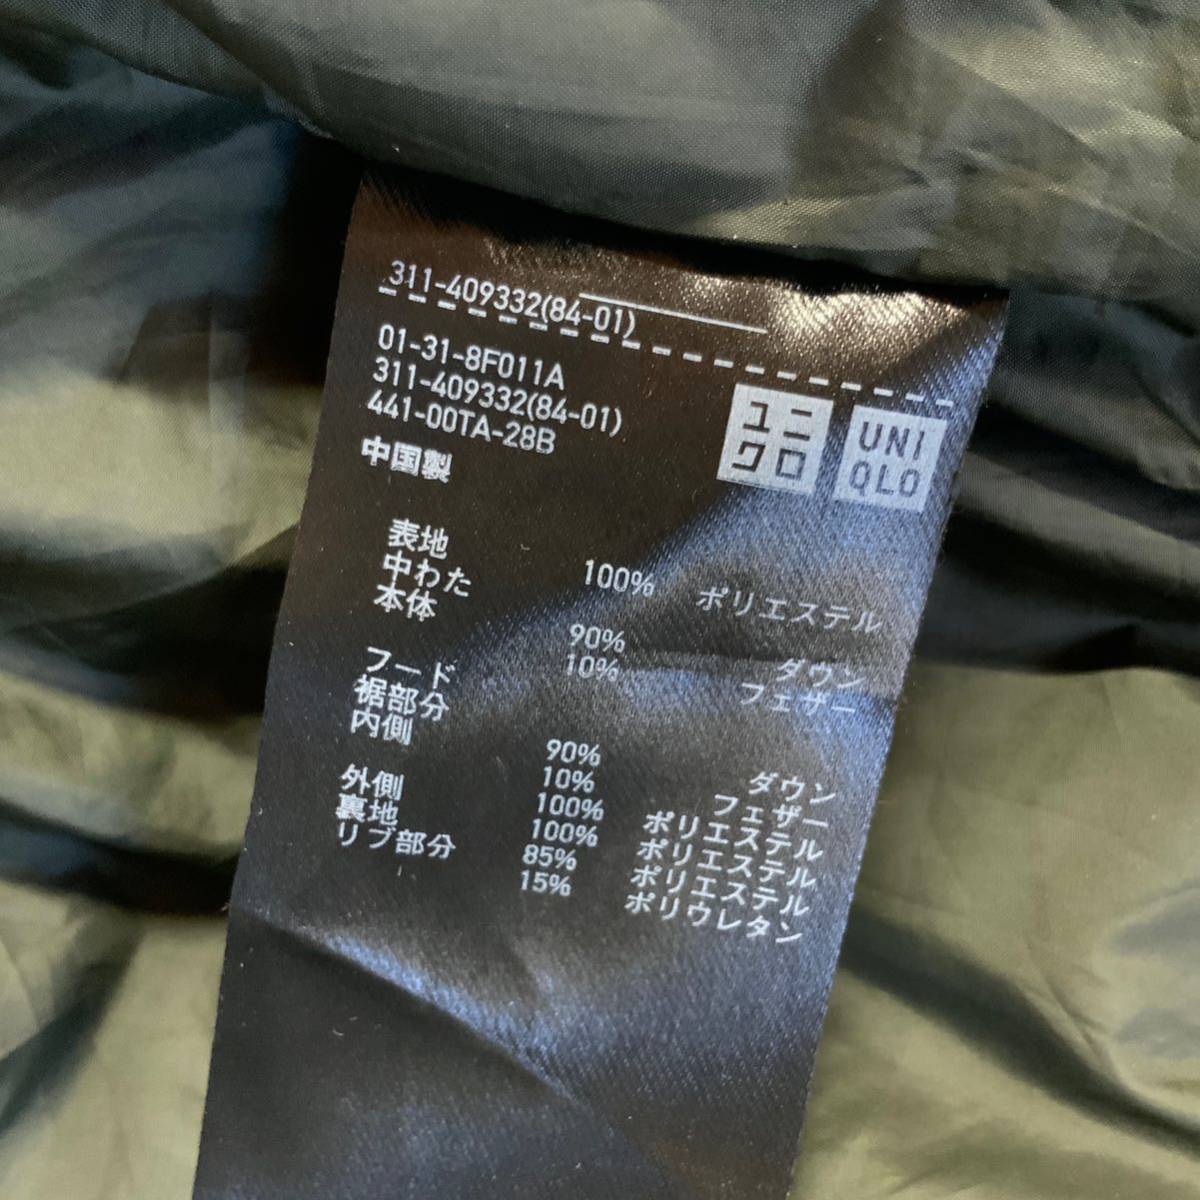 311-409332(84-01)
01-31-8F011A
311-409332(84-01)
441-00TA-28B
中国製
ユニ
クロ
UNI
QLO
表地 100% ポリエステル
中わた
本体 90% ダウン
10% フェザー
フード
裾部分
内側 90% ダウン
10% フェザー
外側 100% ポリエステル
裏地 100% ポリエステル
リブ部分 85% ポリエステル
15% ポリウレタン